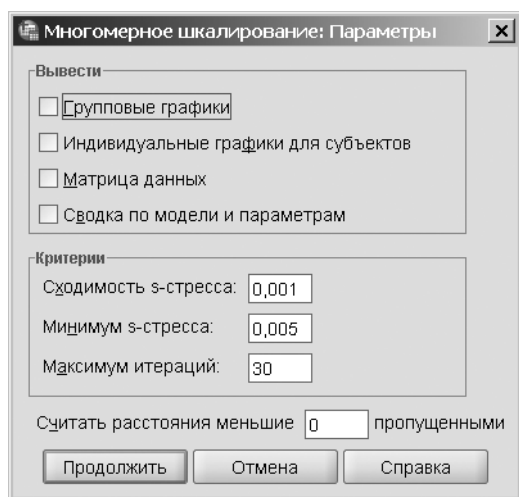 Многомерное шкалирование: Параметры
Вывести
Групповые графики
Индивидуальные графики для субъектов
Матрица данных
Сводка по модели и параметрам
Критерии
Сходимость s-стресса: 0,001
Минимум s-стресса: 0,005
Максимум итераций: 30
Считать расстояния меньшие 0 пропущенными
Продолжить Отмена Справка